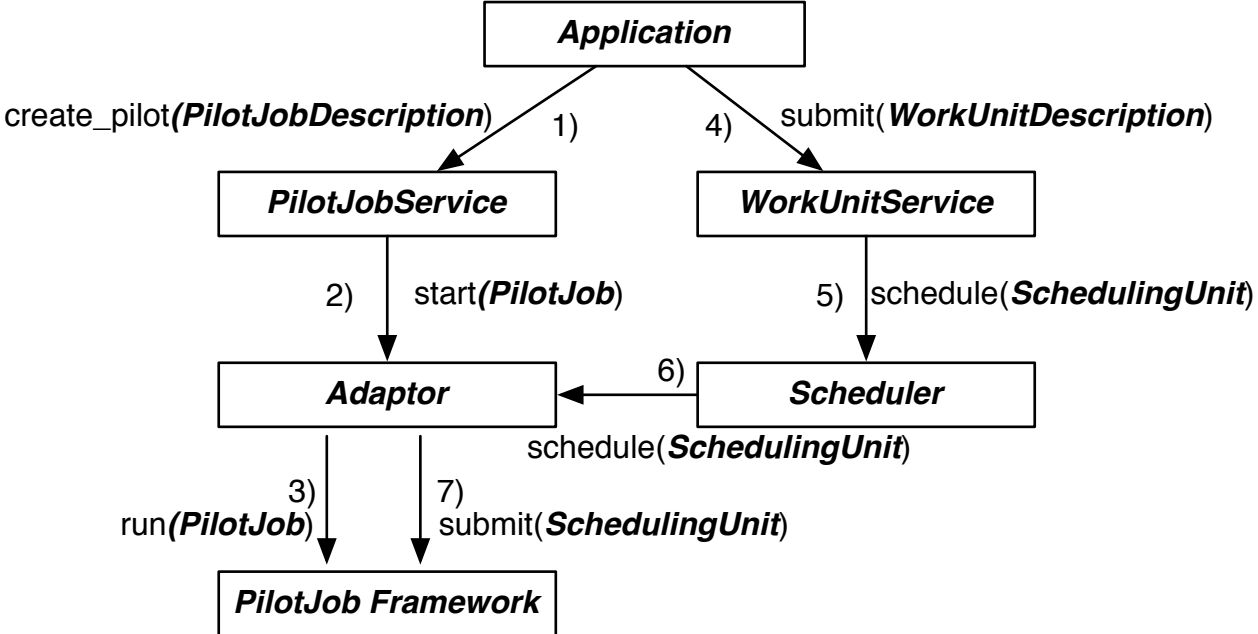 Application
create_pilot(PilotJobDescription)
1)
4)
submit(WorkUnitDescription)
PilotJobService
WorkUnitService
2)
start(PilotJob)
5)
schedule(SchedulingUnit)
6)
Adaptor
Scheduler
schedule(SchedulingUnit)
3)
7)
run(PilotJob)
submit(SchedulingUnit)
PilotJob Framework